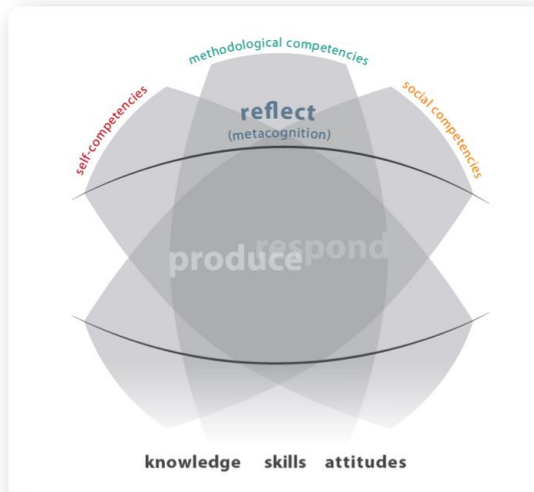 methodological competencies
self-competencies
social competencies
reflect
(metacognition)
produce respond
knowledge skills attitudes